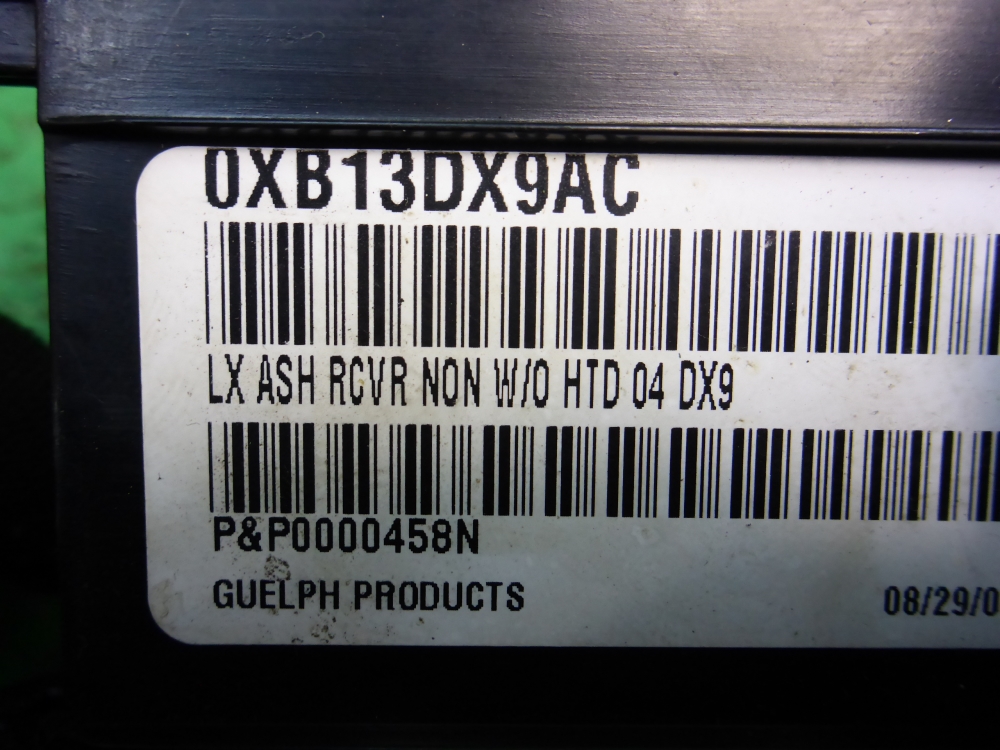 0XB13DX9AC
LX ASH RCVR NON W/O HTD 04 DX9
P&P0000458N
GUELPH PRODUCTS
08/29/0